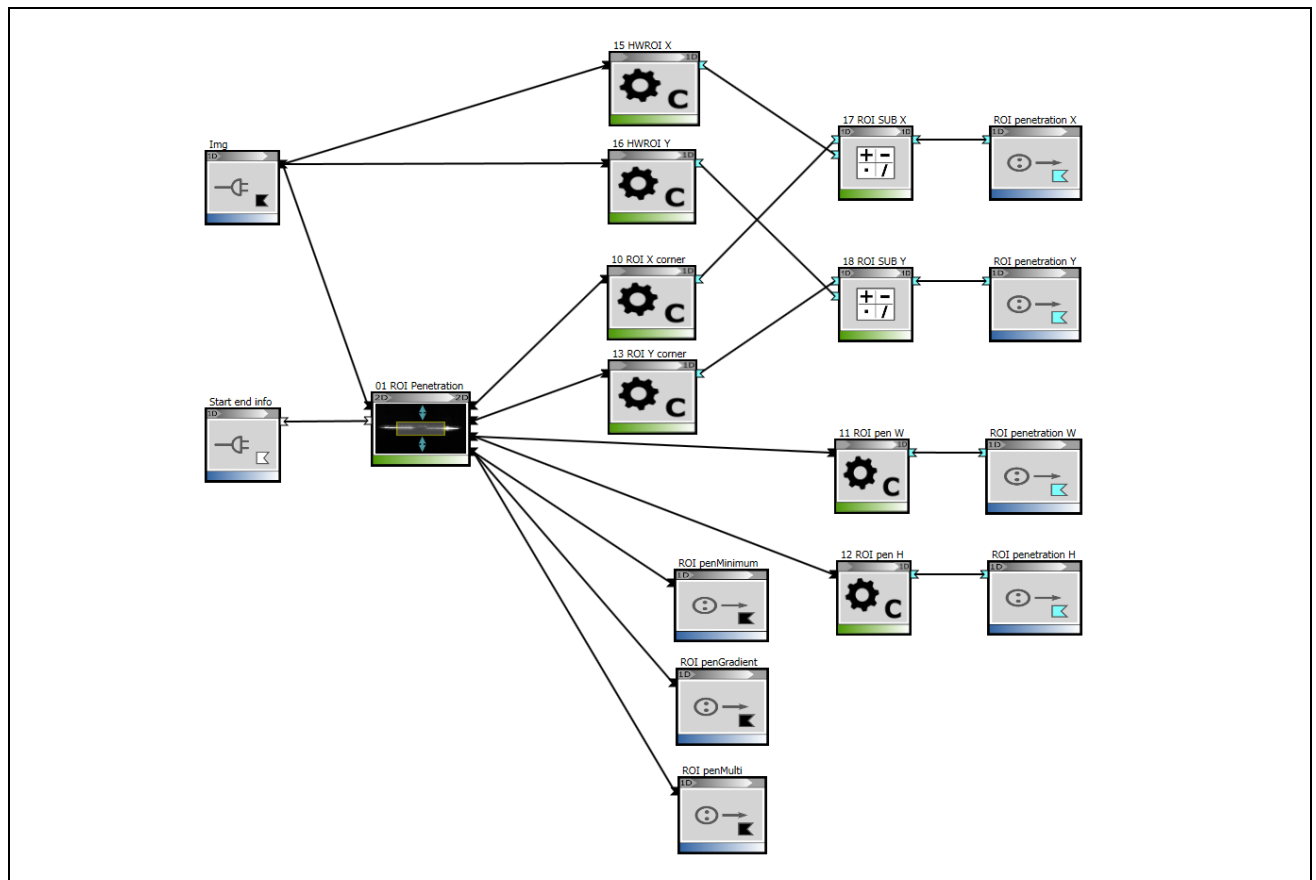 15 HWROI X
1D
C
17 ROI SUB X
1D 1D
+ −
· /
ROI penetration X
1D
Img
1D
16 HWROI Y
1D
C
10 ROI X corner
1D
C
18 ROI SUB Y
1D 1D
+ −
· /
ROI penetration Y
1D
13 ROI Y corner
1D
C
01 ROI Penetration
2D 2D
Start end info
1D
11 ROI pen W
1D
C
ROI penetration W
1D
12 ROI pen H
1D
C
ROI penetration H
1D
ROI penMinimum
1D
ROI penGradient
1D
ROI penMulti
1D